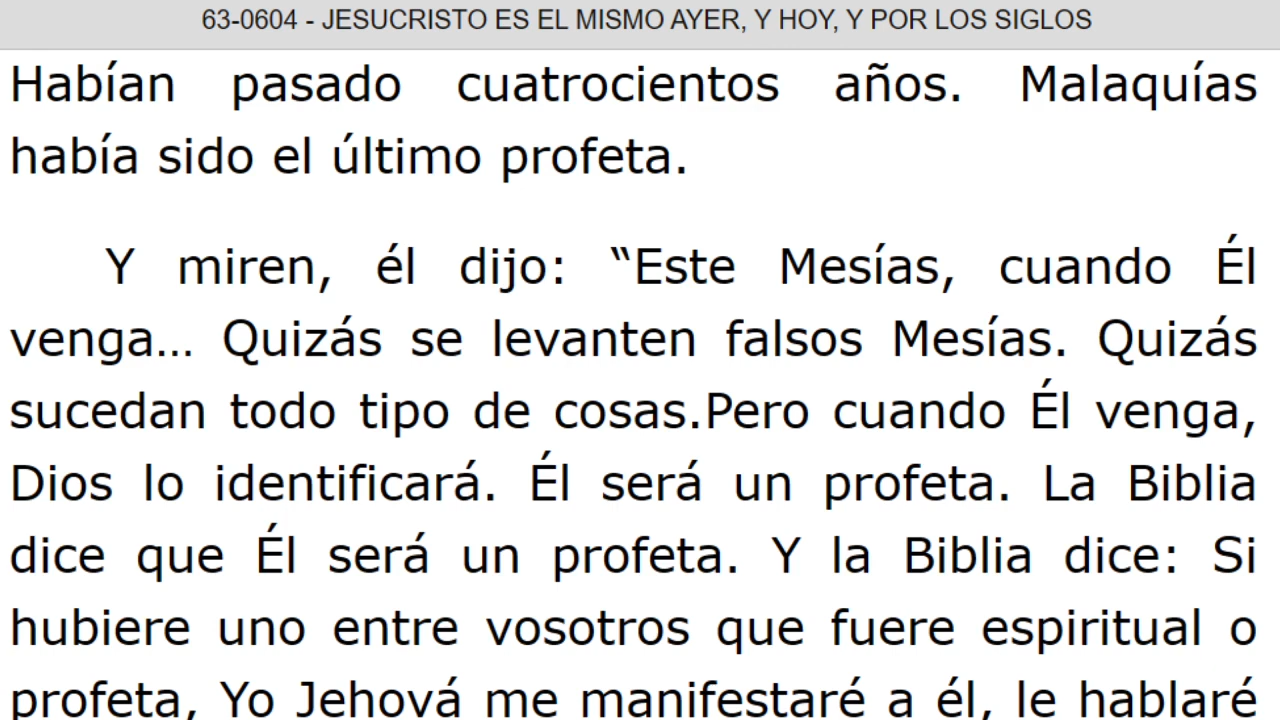 63-0604 - JESUCRISTO ES EL MISMO AYER, Y HOY, Y POR LOS SIGLOS
Habían pasado cuatrocientos años. Malaquías
había sido el último profeta.
Y miren, él dijo: “Este Mesías, cuando Él
venga… Quizás se levanten falsos Mesías. Quizás
sucedan todo tipo de cosas.Pero cuando Él venga,
Dios lo identificará. Él será un profeta. La Biblia
dice que Él será un profeta. Y la Biblia dice: Si
hubiere uno entre vosotros que fuere espiritual o
profeta, Yo Jehová me manifestaré a él, le hablaré